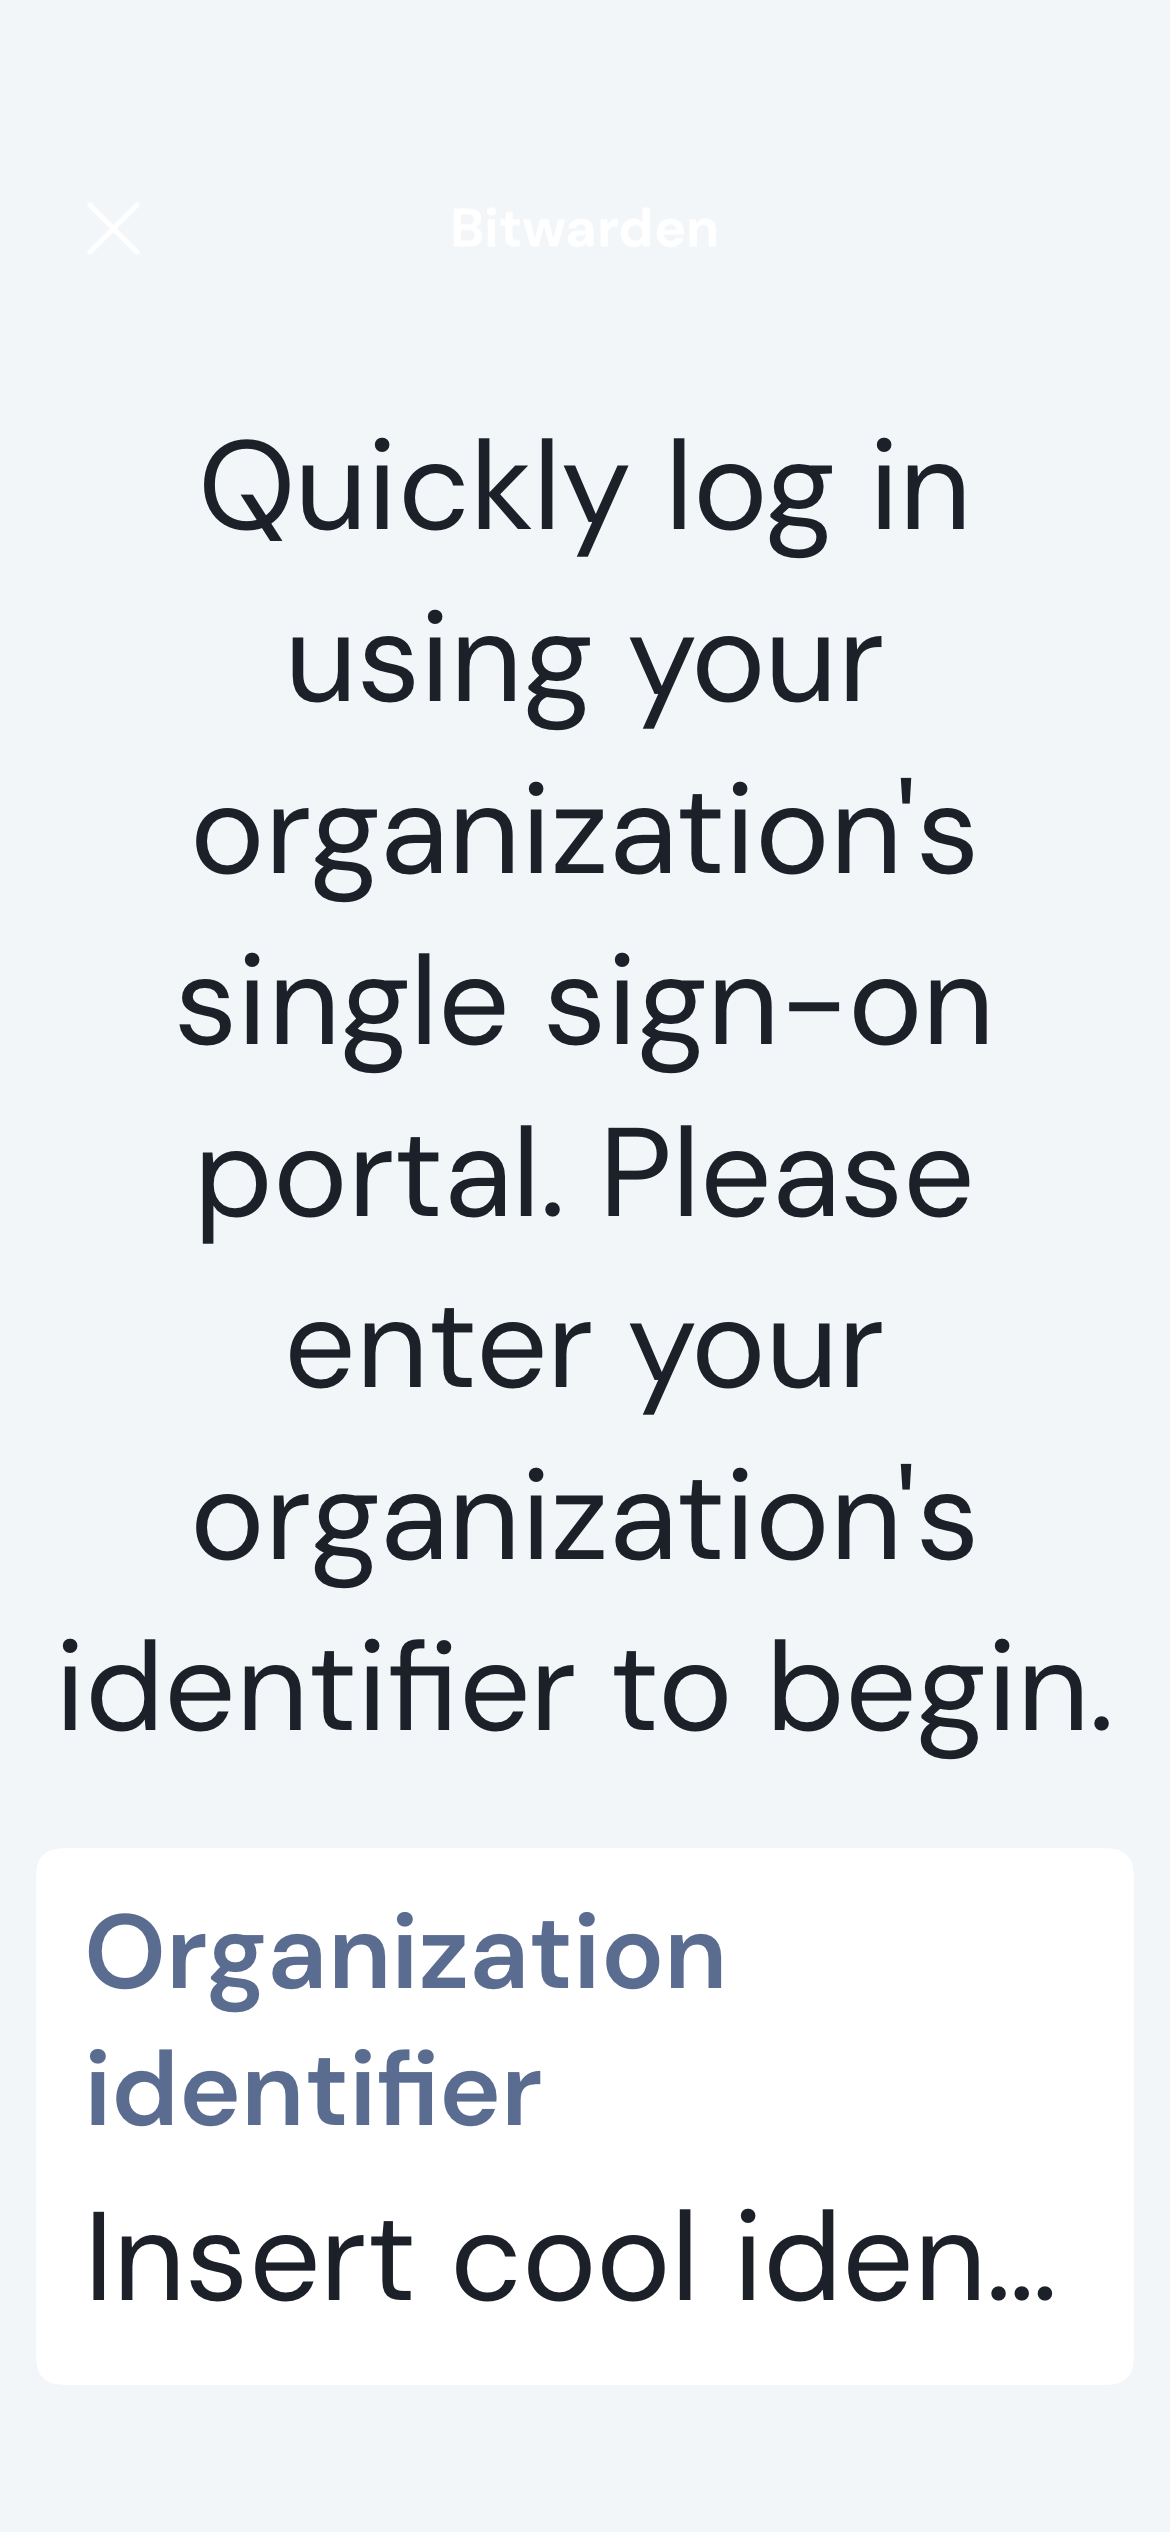 Bitwarden
Quickly log in
using your
organization's
single sign-on
portal. Please
enter your
organization's
identifier to begin.
Organization
identifier
Insert cool iden...